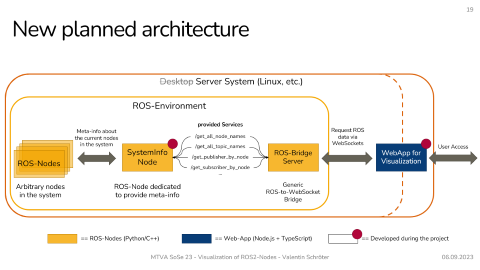 19
New planned architecture
Desktop Server System (Linux, etc.)
ROS-Environment
Meta-info about
the current nodes
in the system
provided Services
/get_all_node_names
/get_all_topic_names
/get_publisher_by_node
/get_subscriber_by_node
...
Request ROS
data via
WebSockets
ROS-Nodes
SystemInfo
Node
ROS-Bridge
Server
WebApp for
Visualization
User Access
Arbitrary nodes
in the system
ROS-Node dedicated
to provide meta-info
Generic
ROS-to-WebSocket
Bridge
== ROS-Nodes (Python/C++)
== Web-App (Node.js + TypeScript)
== Developed during the project
MTVA SoSe 23 - Visualization of ROS2-Nodes - Valentin Schröter
06.09.2023